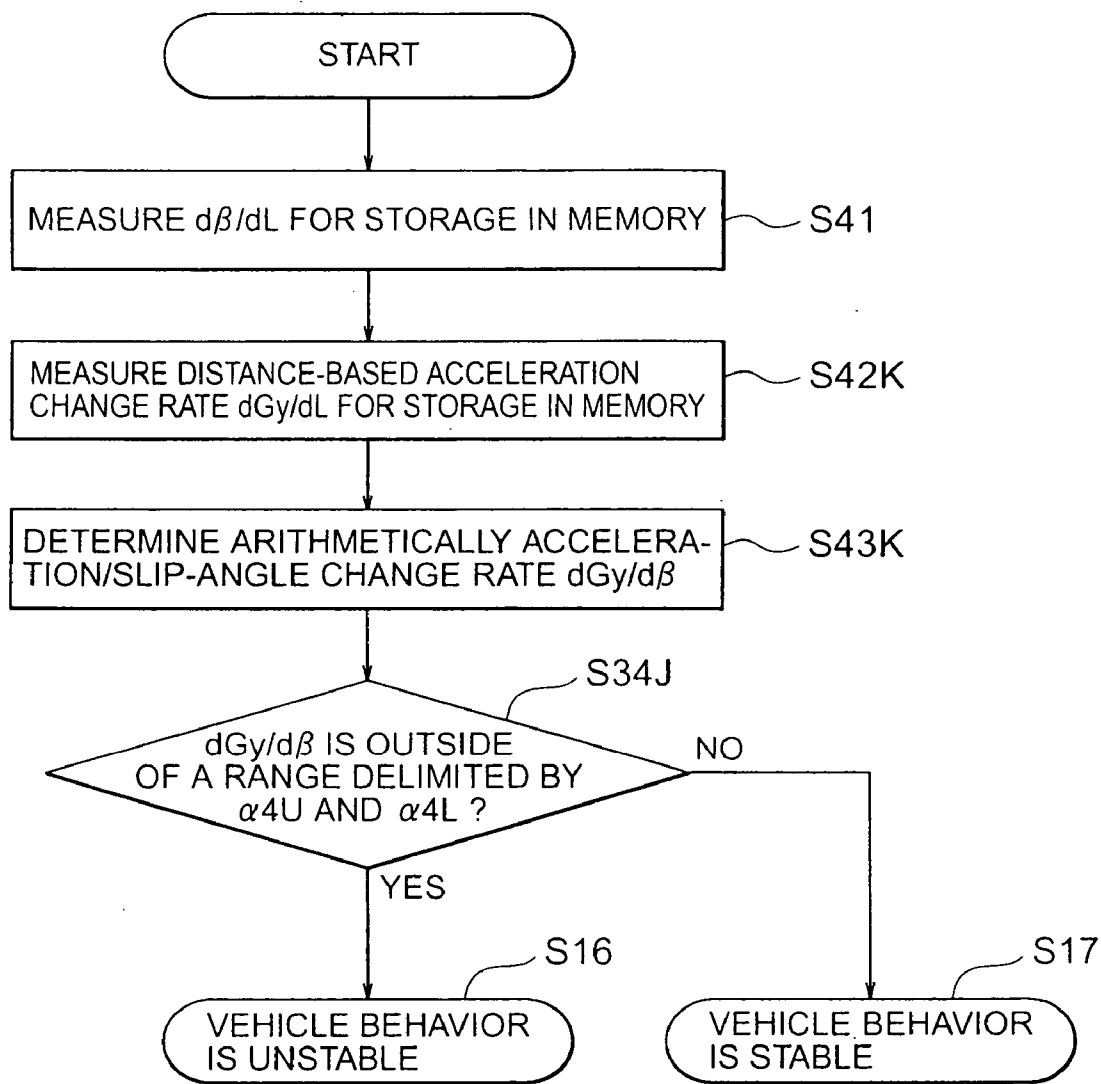 START
MEASURE dβ/dL FOR STORAGE IN MEMORY
S41
MEASURE DISTANCE-BASED ACCELERATION
CHANGE RATE dGy/dL FOR STORAGE IN MEMORY
S42K
DETERMINE ARITHMETICALLY ACCELERA-
TION/SLIP-ANGLE CHANGE RATE dGy/dβ
S43K
S34J
dGy/dβ IS OUTSIDE
OF A RANGE DELIMITED BY
α4U AND α4L ?
NO
YES
S16
VEHICLE BEHAVIOR
IS UNSTABLE
S17
VEHICLE BEHAVIOR
IS STABLE